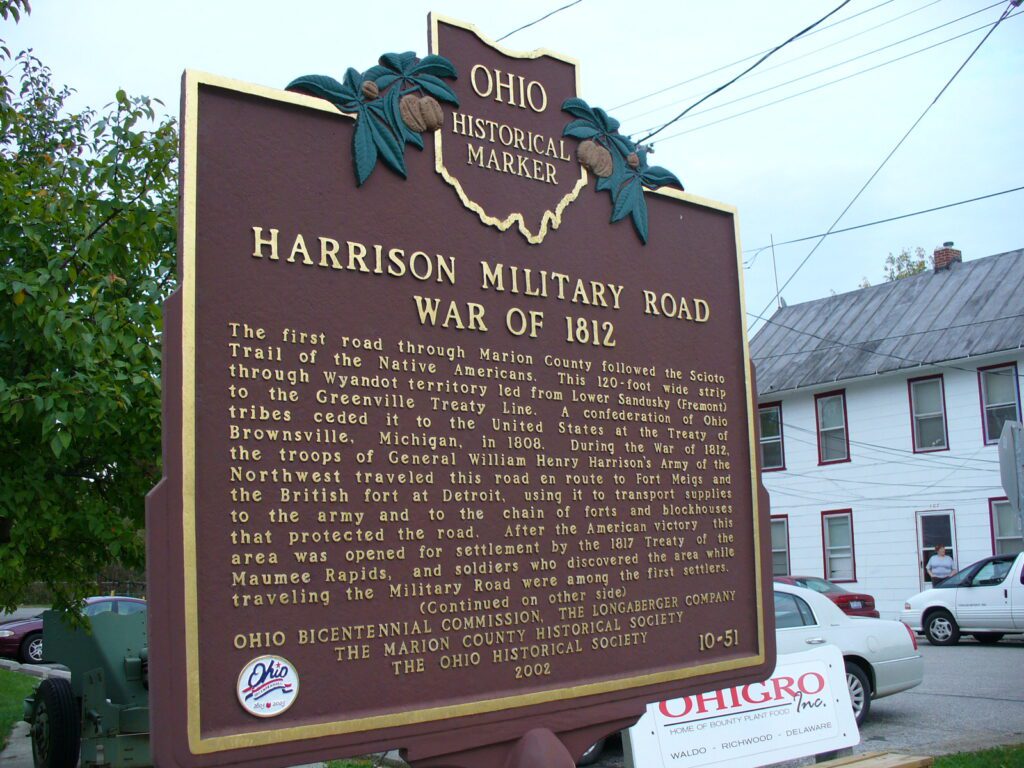 OHIO
HISTORICAL
MARKER
HARRISON MILITARY ROAD
WAR OF 1812
The first road through Marion County followed the Scioto
Trail of the Native Americans. This 120-foot wide strip
through Wyandot territory led from Lower Sandusky (Fremont)
to the Greenville Treaty Line. A confederation of Ohio
tribes ceded it to the United States at the Treaty of
Brownsville, Michigan, in 1808. During the War of 1812,
the troops of General William Henry Harrison's Army of the
Northwest traveled this road en route to Fort Meigs and
the British fort at Detroit, using it to transport supplies
to the army and to the chain of forts and blockhouses
that protected the road. After the American victory this
area was opened for settlement by the 1817 Treaty of the
Maumee Rapids, and soldiers who discovered the area while
traveling the Military Road were among the first settlers.
(Continued on other side)
OHIO BICENTENNIAL COMMISSION, THE LONGABERGER COMPANY
THE MARION COUNTY HISTORICAL SOCIETY
THE OHIO HISTORICAL SOCIETY
2002
10-51
Ohio
1803 2003
OHIGRO
Inc.
HOME OF BOUNTY PLANT FOOD
WALDO - RICHWOOD - DELAWARE